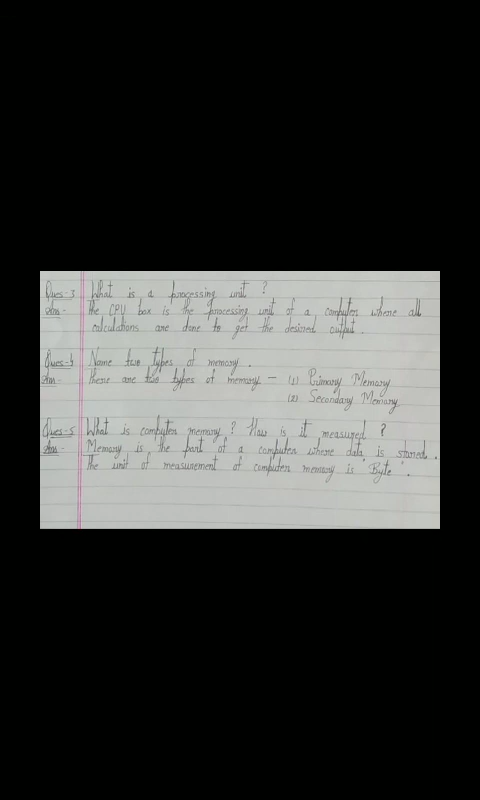 Ques-3 What is a processing unit ?
Ans - the CPU box is the processing unit of a computer where all
calculations are done to get the desired output .
Ques-4 Name two types of memory .
Ans - there are two types of memory - (1) Primary Memory
(2) Secondary Memory
Ques-5 What is computer memory ? How is it measured ?
Ans - Memory is the part of a computer where data is stored .
the unit of measurement of computer memory is 'Byte' .